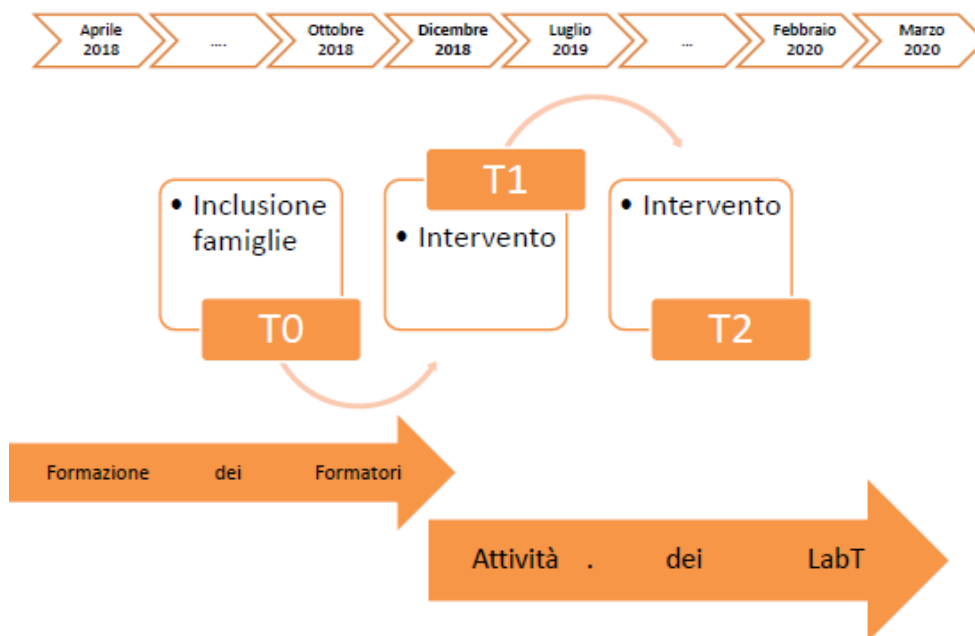 Aprile
2018
....
Ottobre
2018
Dicembre
2018
Luglio
2019
...
Febbraio
2020
Marzo
2020
• Inclusione
famiglie
T0
T1
• Intervento
• Intervento
T2
Formazione dei Formatori
Attività . dei LabT